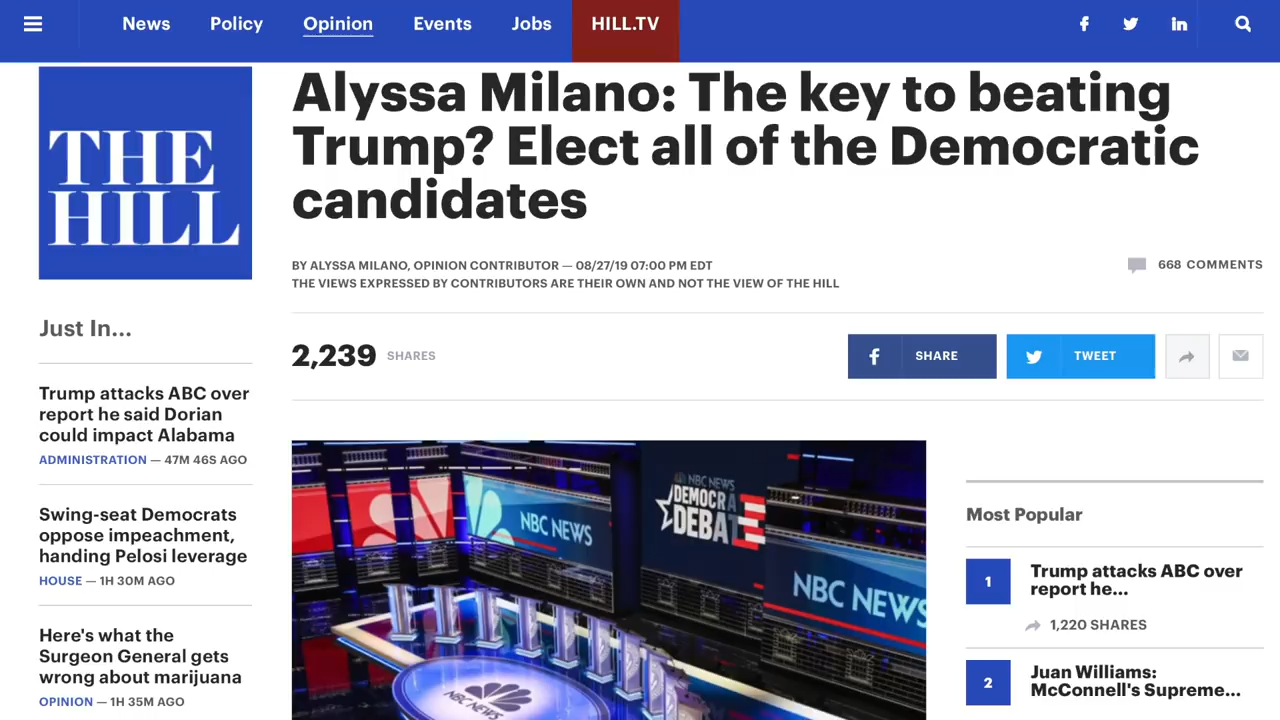 News Policy Opinion Events Jobs HILL.TV
THE
HILL
Alyssa Milano: The key to beating
Trump? Elect all of the Democratic
candidates
BY ALYSSA MILANO, OPINION CONTRIBUTOR — 08/27/19 07:00 PM EDT
THE VIEWS EXPRESSED BY CONTRIBUTORS ARE THEIR OWN AND NOT THE VIEW OF THE HILL
668 COMMENTS
2,239 SHARES
SHARE
TWEET
Just In...
Trump attacks ABC over
report he said Dorian
could impact Alabama
ADMINISTRATION — 47M 46S AGO
Swing-seat Democrats
oppose impeachment,
handing Pelosi leverage
HOUSE — 1H 30M AGO
Here's what the
Surgeon General gets
wrong about marijuana
OPINION — 1H 35M AGO
NBC NEWS
NBC NEWS
DEMOCRA
DEBAT
NBC NEWS
NBC NEWS
Most Popular
1
Trump attacks ABC over
report he...
1,220 SHARES
2
Juan Williams:
McConnell's Supreme...